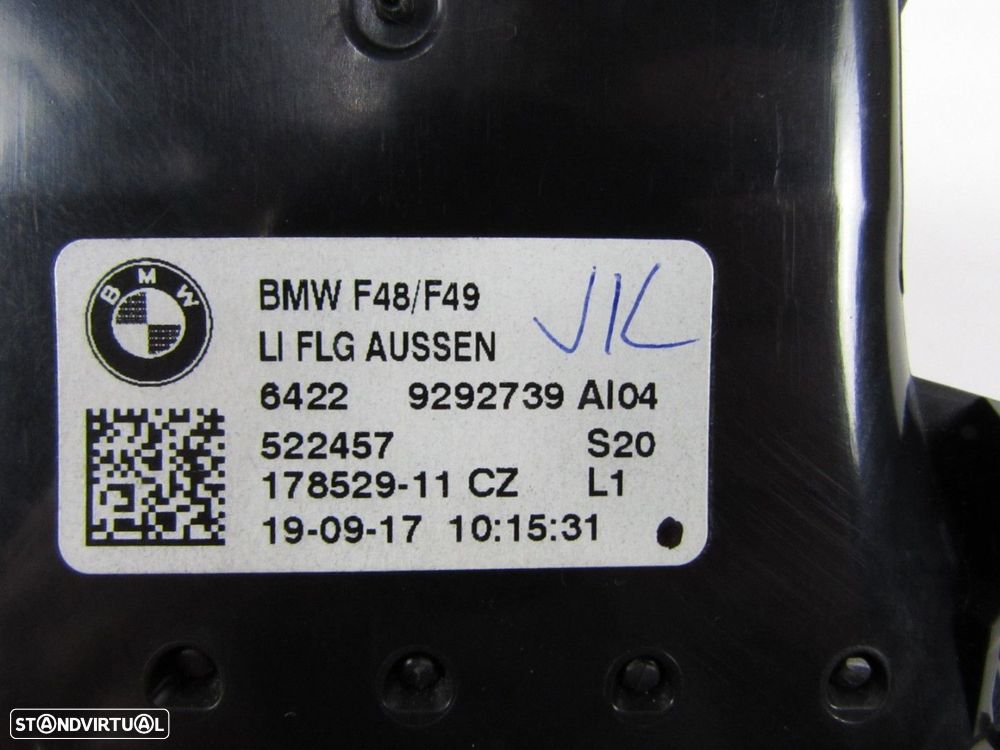 BMW
BMW F48/F49
LI FLG AUSSEN
VK
6422 9292739 AI04
522457 S20
178529-11 CZ L1
19-09-17 10:15:31
STANDVIRTUAL